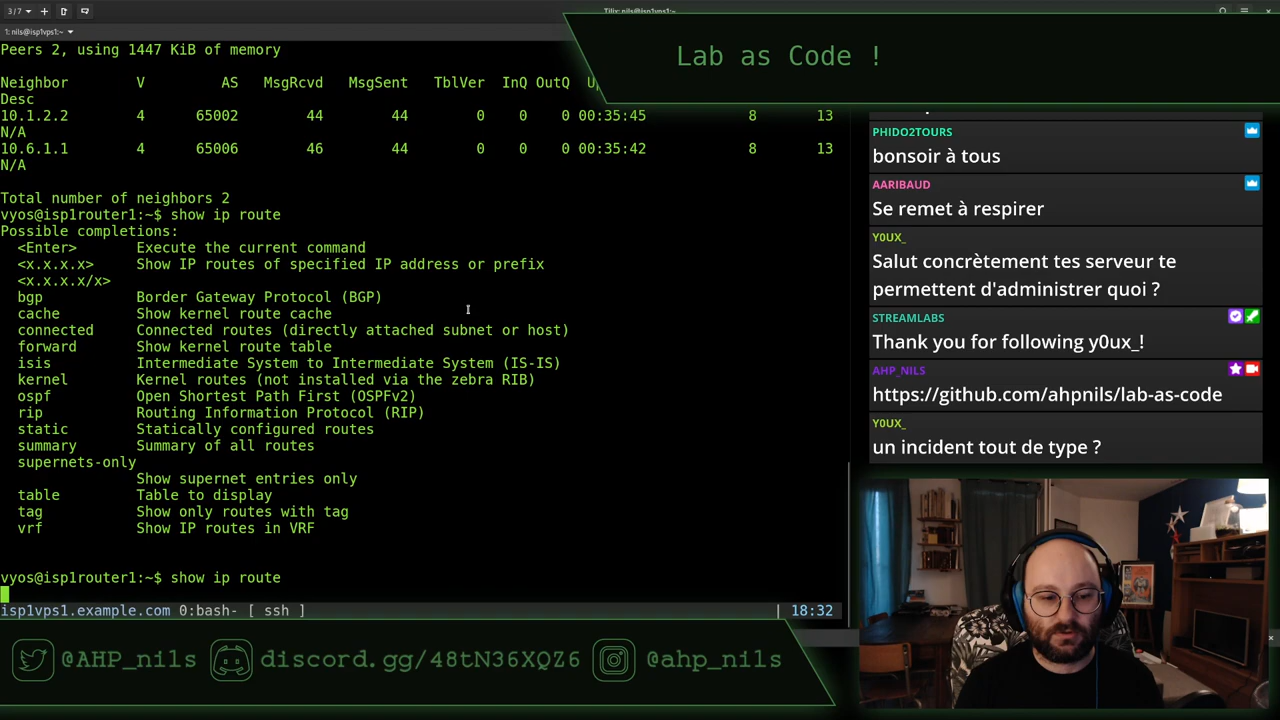 3/7
Tilix: nils@isp1vps1:~
1: nils@isp1vps1:~
Lab as Code !
Peers 2, using 1447 KiB of memory
Neighbor V AS MsgRcvd MsgSent TblVer InQ OutQ
Desc
10.1.2.2 4 65002 44 44 0 0 0 00:35:45 8 13
N/A
10.6.1.1 4 65006 46 44 0 0 0 00:35:42 8 13
N/A
Total number of neighbors 2
vyos@isp1router1:~$ show ip route
Possible completions:
<Enter> Execute the current command
<x.x.x.x> Show IP routes of specified IP address or prefix
<x.x.x.x/x>
bgp Border Gateway Protocol (BGP)
cache Show kernel route cache
connected Connected routes (directly attached subnet or host)
forward Show kernel route table
isis Intermediate System to Intermediate System (IS-IS)
kernel Kernel routes (not installed via the zebra RIB)
ospf Open Shortest Path First (OSPFv2)
rip Routing Information Protocol (RIP)
static Statically configured routes
summary Summary of all routes
supernets-only
Show supernet entries only
table Table to display
tag Show only routes with tag
vrf Show IP routes in VRF
vyos@isp1router1:~$ show ip route
isp1vps1.example.com 0:bash- [ ssh ] | 18:32
PHIDO2TOURS
bonsoir à tous
AARIBAUD
Se remet à respirer
Y0UX_
Salut concrètement tes serveur te
permettent d'administrer quoi ?
STREAMLABS
Thank you for following y0ux_!
AHP_NILS
https://github.com/ahpnils/lab-as-code
Y0UX_
un incident tout de type ?
@AHP_nils discord.gg/48tN36XQZ6 @ahp_nils